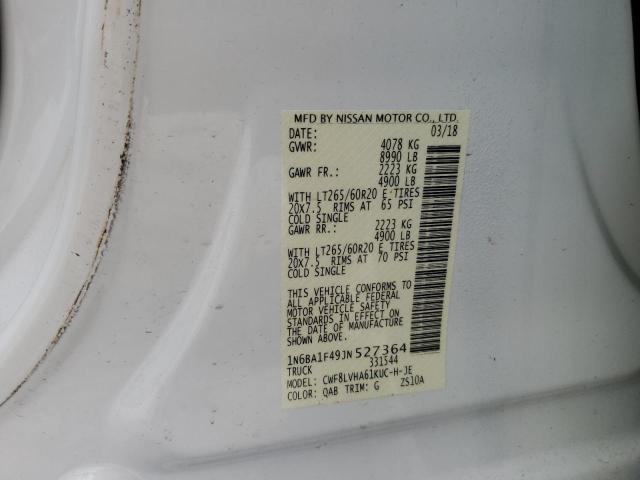 MFD BY NISSAN MOTOR CO., LTD.
DATE: 03/18
GVWR: 4078 KG
8990 LB
GAWR FR.: 2223 KG
4900 LB
WITH LT265/60R20 E TIRES
20X7.5 RIMS AT 65 PSI
COLD SINGLE
GAWR RR.: 2223 KG
4900 LB
WITH LT265/60R20 E TIRES
20X7.5 RIMS AT 70 PSI
COLD SINGLE
THIS VEHICLE CONFORMS TO
ALL APPLICABLE FEDERAL
MOTOR VEHICLE SAFETY
STANDARDS IN EFFECT ON
THE DATE OF MANUFACTURE
SHOWN ABOVE.
1N6BA1F49JN527364
TRUCK 331544
MODEL: CWF8LVHA61KUC-H-JE
COLOR: QAB TRIM: G ZS10A